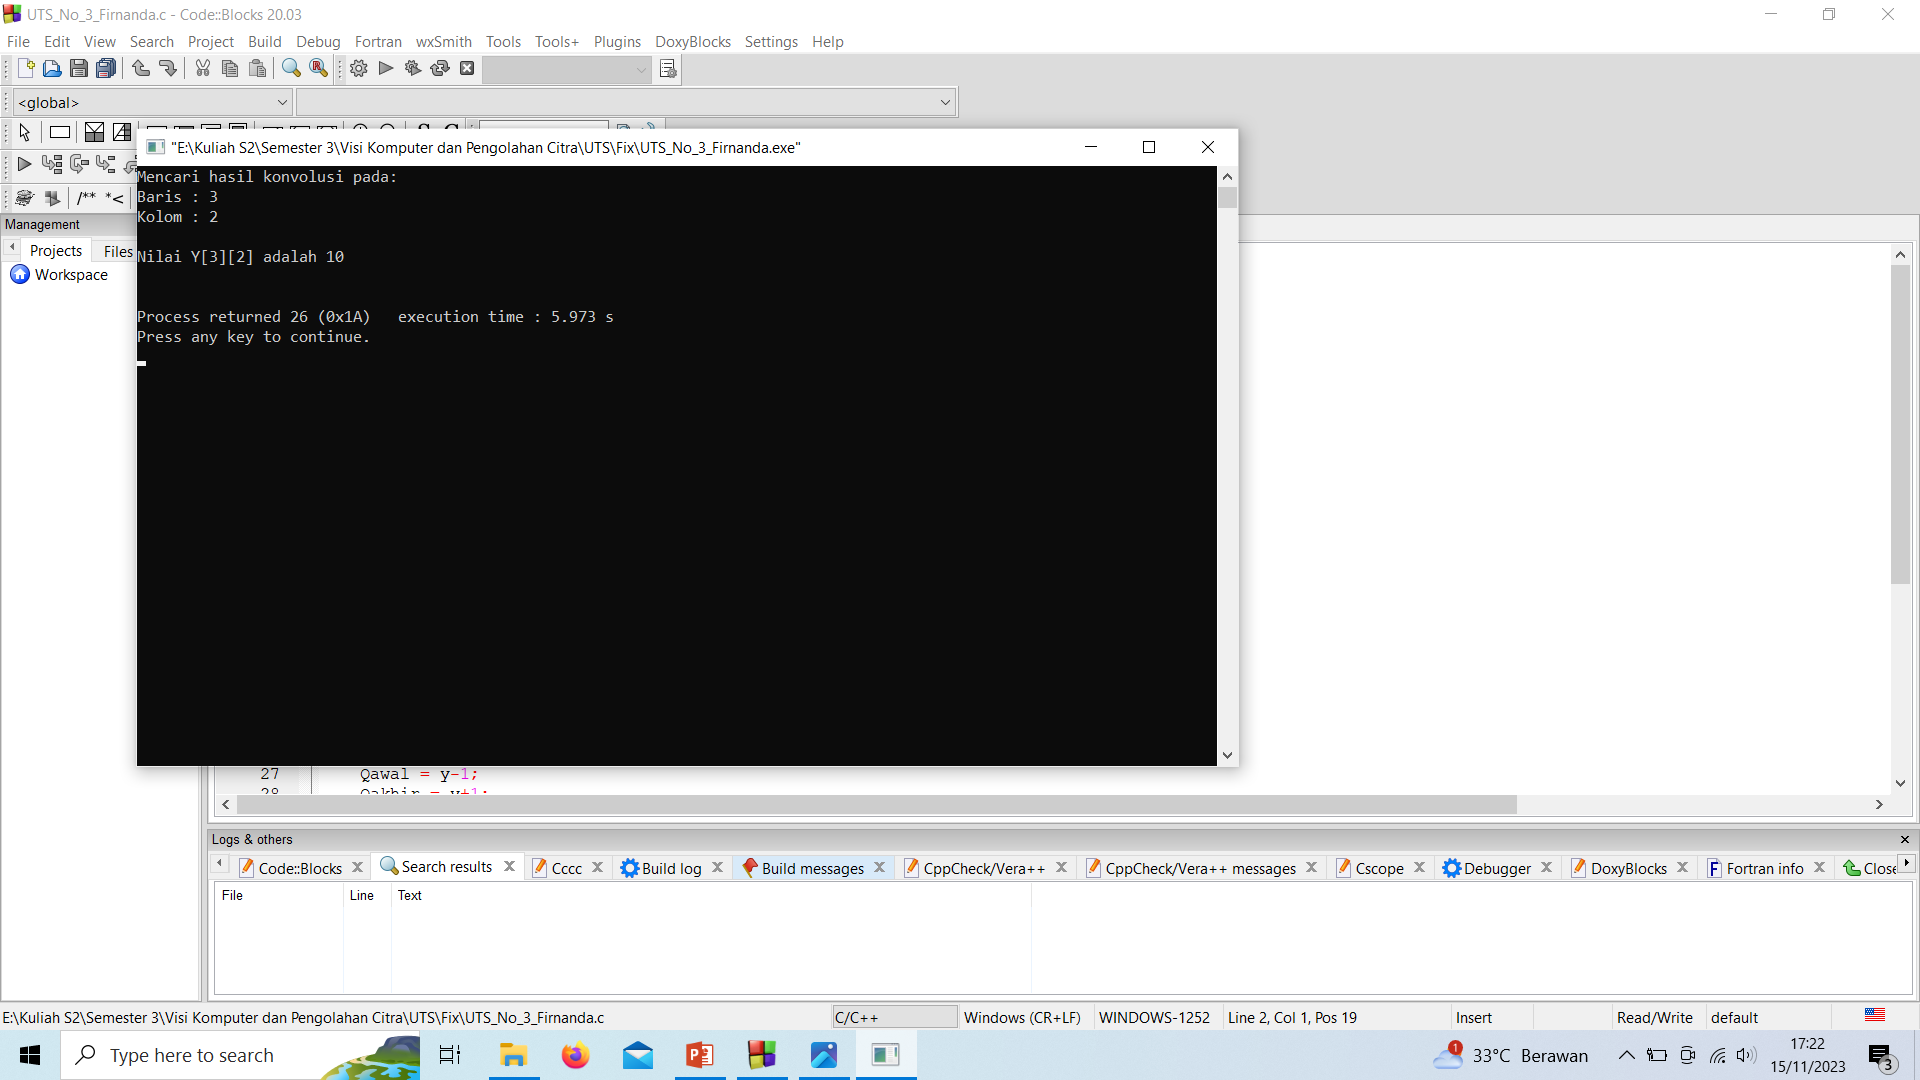 UTS_No_3_Firnanda.c - Code::Blocks 20.03
File Edit View Search Project Build Debug Fortran wxSmith Tools Tools+ Plugins DoxyBlocks Settings Help
<global>
"E:\Kuliah S2\Semester 3\Visi Komputer dan Pengolahan Citra\UTS\Fix\UTS_No_3_Firnanda.exe"
Mencari hasil konvolusi pada:
Baris : 3
Kolom : 2
Nilai Y[3][2] adalah 10
Process returned 26 (0x1A)   execution time : 5.973 s
Press any key to continue.
/** *<
Management
Projects Files
Workspace
27 Qawal = y-1;
28 Qakhir = y+1;
Logs & others
Code::Blocks Search results Cccc Build log Build messages CppCheck/Vera++ CppCheck/Vera++ messages Cscope Debugger DoxyBlocks Fortran info
File Line Text
E:\Kuliah S2\Semester 3\Visi Komputer dan Pengolahan Citra\UTS\Fix\UTS_No_3_Firnanda.c C/C++ Windows (CR+LF) WINDOWS-1252 Line 2, Col 1, Pos 19 Insert Read/Write default
Type here to search
1 33°C Berawan
17:22
15/11/2023
3